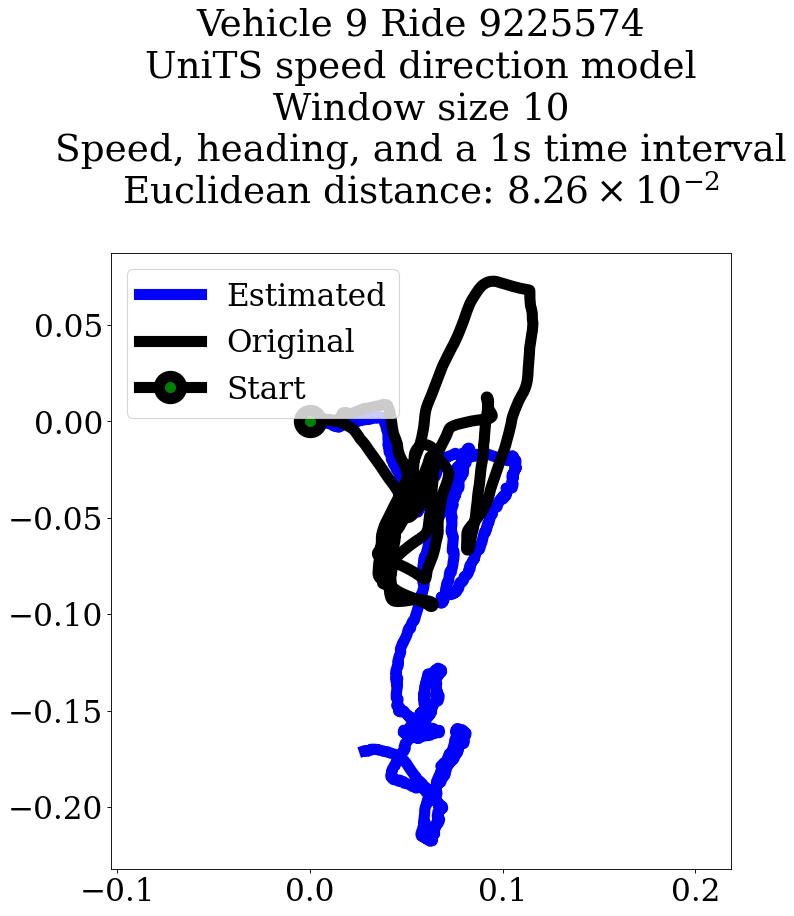 Vehicle 9 Ride 9225574
UniTS speed direction model
Window size 10
Speed, heading, and a 1s time interval
Euclidean distance: 8.26 × 10⁻²
Estimated
Original
Start
0.05
0.00
−0.05
−0.10
−0.15
−0.20
−0.1 0.0 0.1 0.2